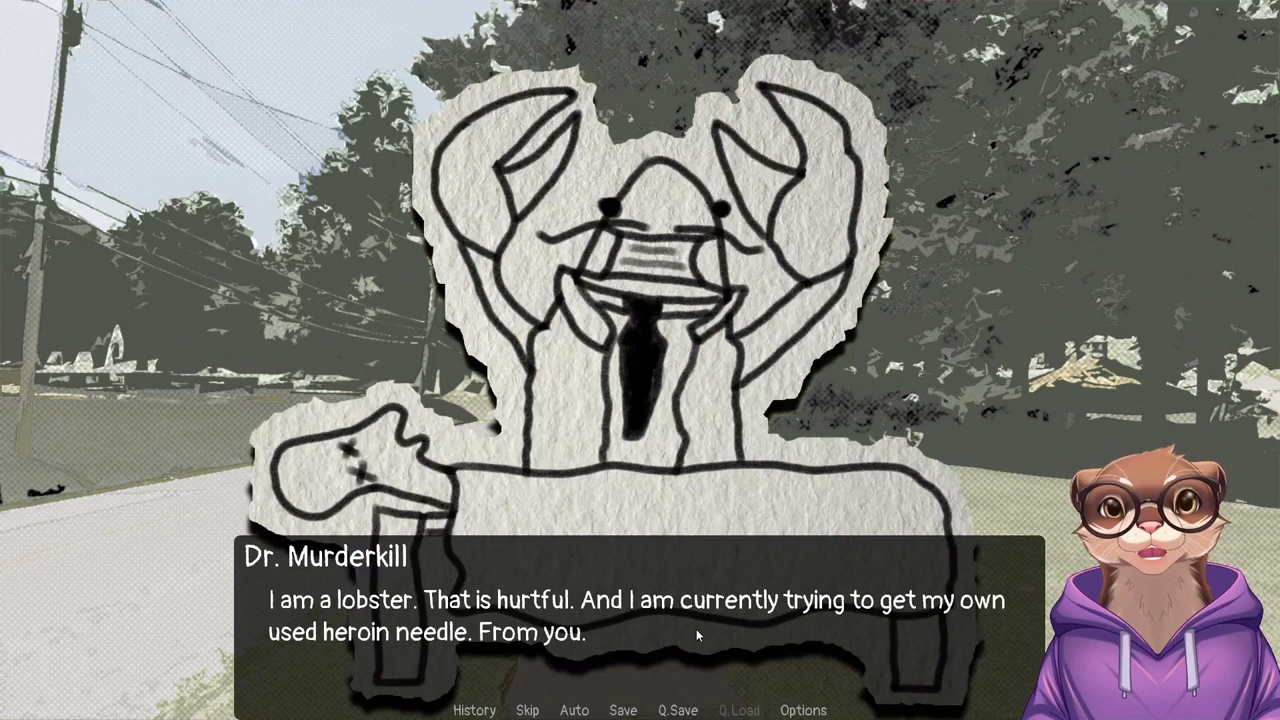 Dr. Murderkill
I am a lobster. That is hurtful. And I am currently trying to get my own
used heroin needle. From you.
History Skip Auto Save Q.Save Q.Load Options